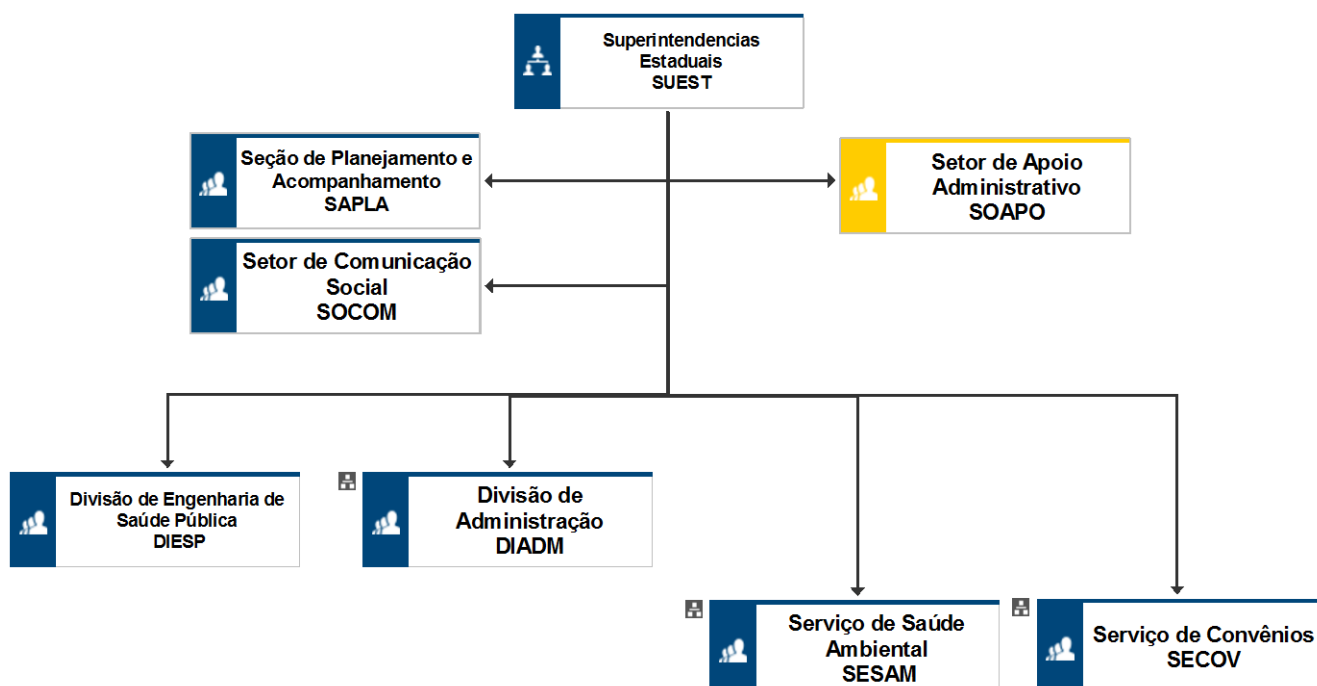 Superintendencias
Estaduais
SUEST
Seção de Planejamento e
Acompanhamento
SAPLA
Setor de Apoio
Administrativo
SOAPO
Setor de Comunicação
Social
SOCOM
Divisão de Engenharia de
Saúde Pública
DIESP
Divisão de
Administração
DIADM
Serviço de Saúde
Ambiental
SESAM
Serviço de Convênios
SECOV